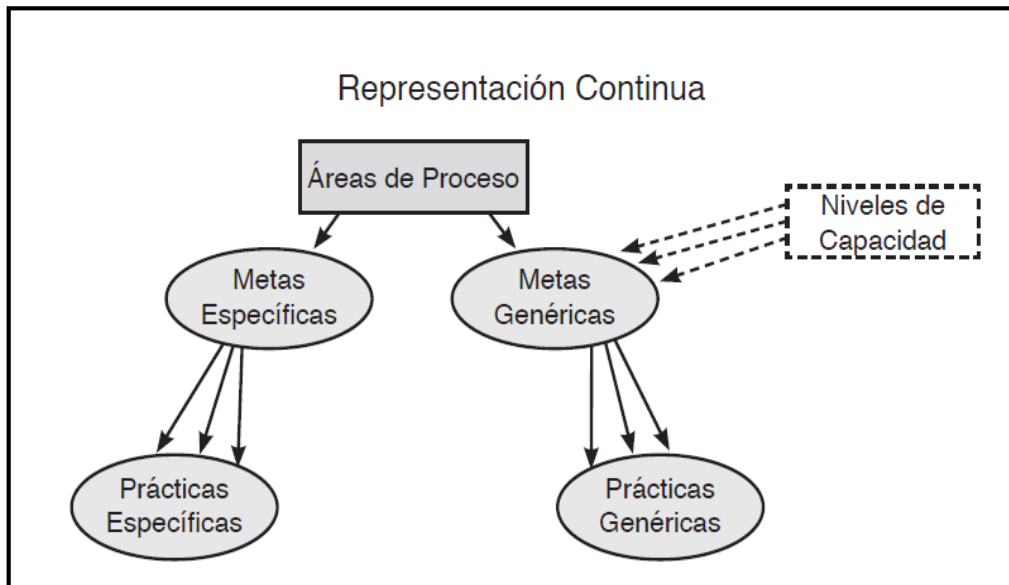 Representación Continua
Áreas de Proceso
Niveles de
Capacidad
Metas
Específicas
Metas
Genéricas
Prácticas
Específicas
Prácticas
Genéricas